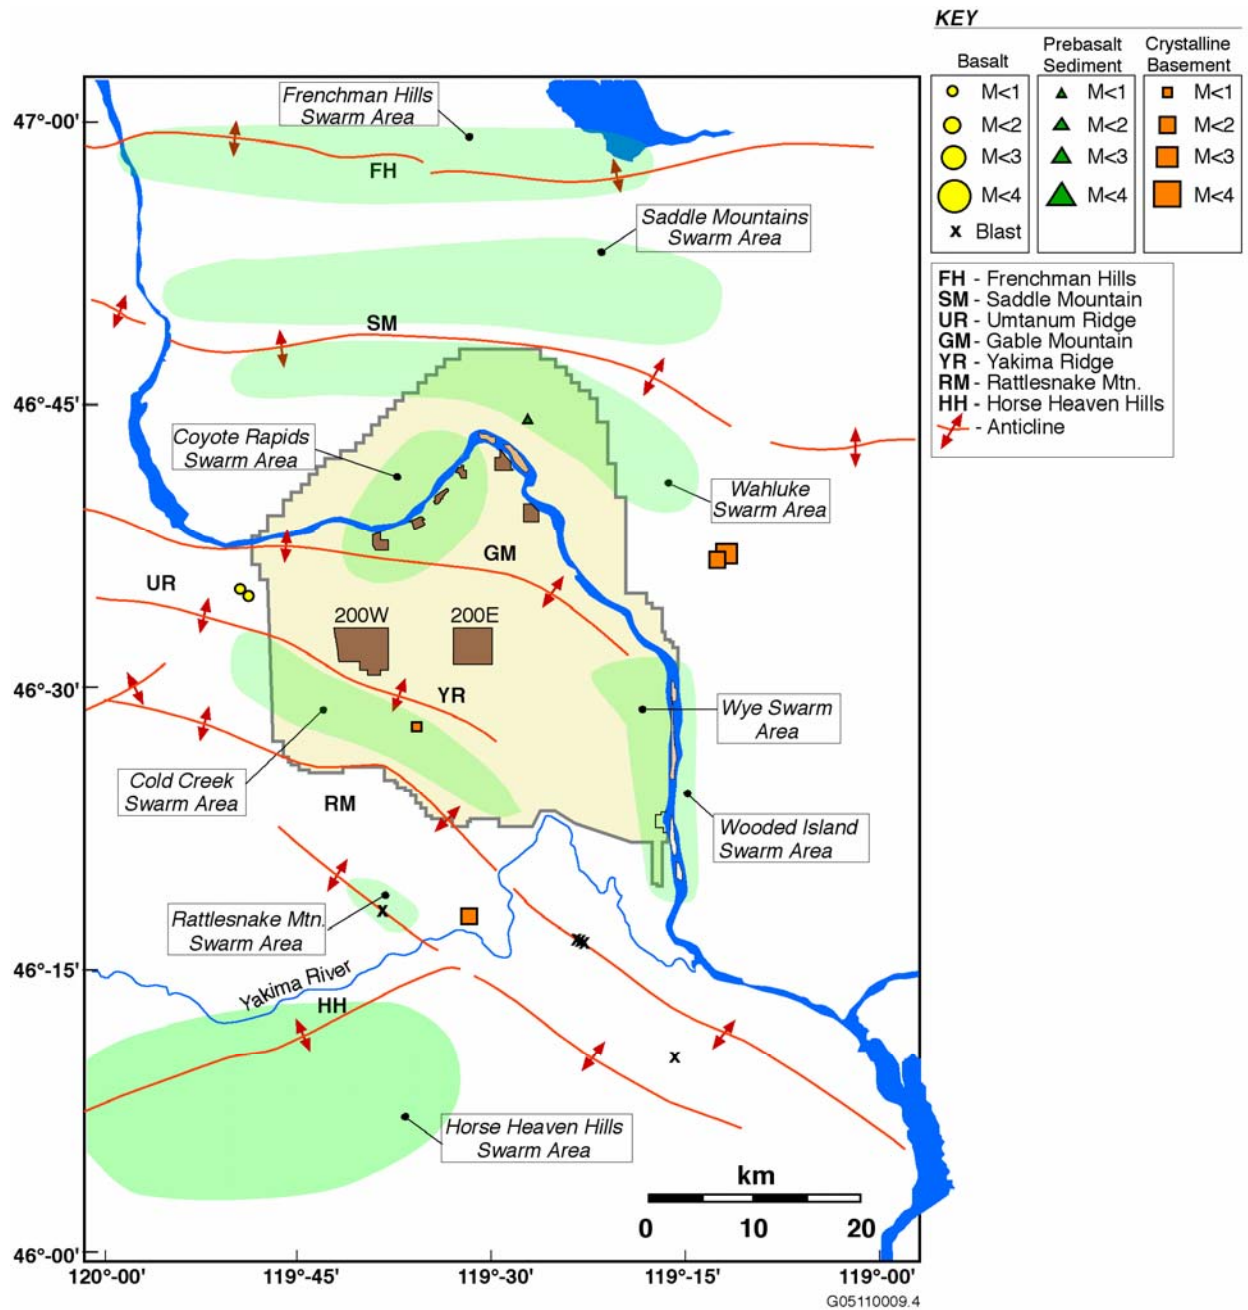 KEY
Basalt
M<1
M<2
M<3
M<4
x Blast
Prebasalt
Sediment
M<1
M<2
M<3
M<4
Crystalline
Basement
M<1
M<2
M<3
M<4
FH - Frenchman Hills
SM - Saddle Mountain
UR - Umtanum Ridge
GM - Gable Mountain
YR - Yakima Ridge
RM - Rattlesnake Mtn.
HH - Horse Heaven Hills
- Anticline
Frenchman Hills
Swarm Area
47°00'
FH
Saddle Mountains
Swarm Area
SM
46°-45'
Coyote Rapids
Swarm Area
Wahluke
Swarm Area
GM
UR
200W
200E
46°-30'
YR
Wye Swarm
Area
Cold Creek
Swarm Area
RM
Wooded Island
Swarm Area
Rattlesnake Mtn.
Swarm Area
x
x
46°-15'
Yakima River
HH
x
Horse Heaven Hills
Swarm Area
km
0
10
20
46°-00'
120°-00'
119°-45'
119°-30'
119°-15'
119°-00'
G05110009.4